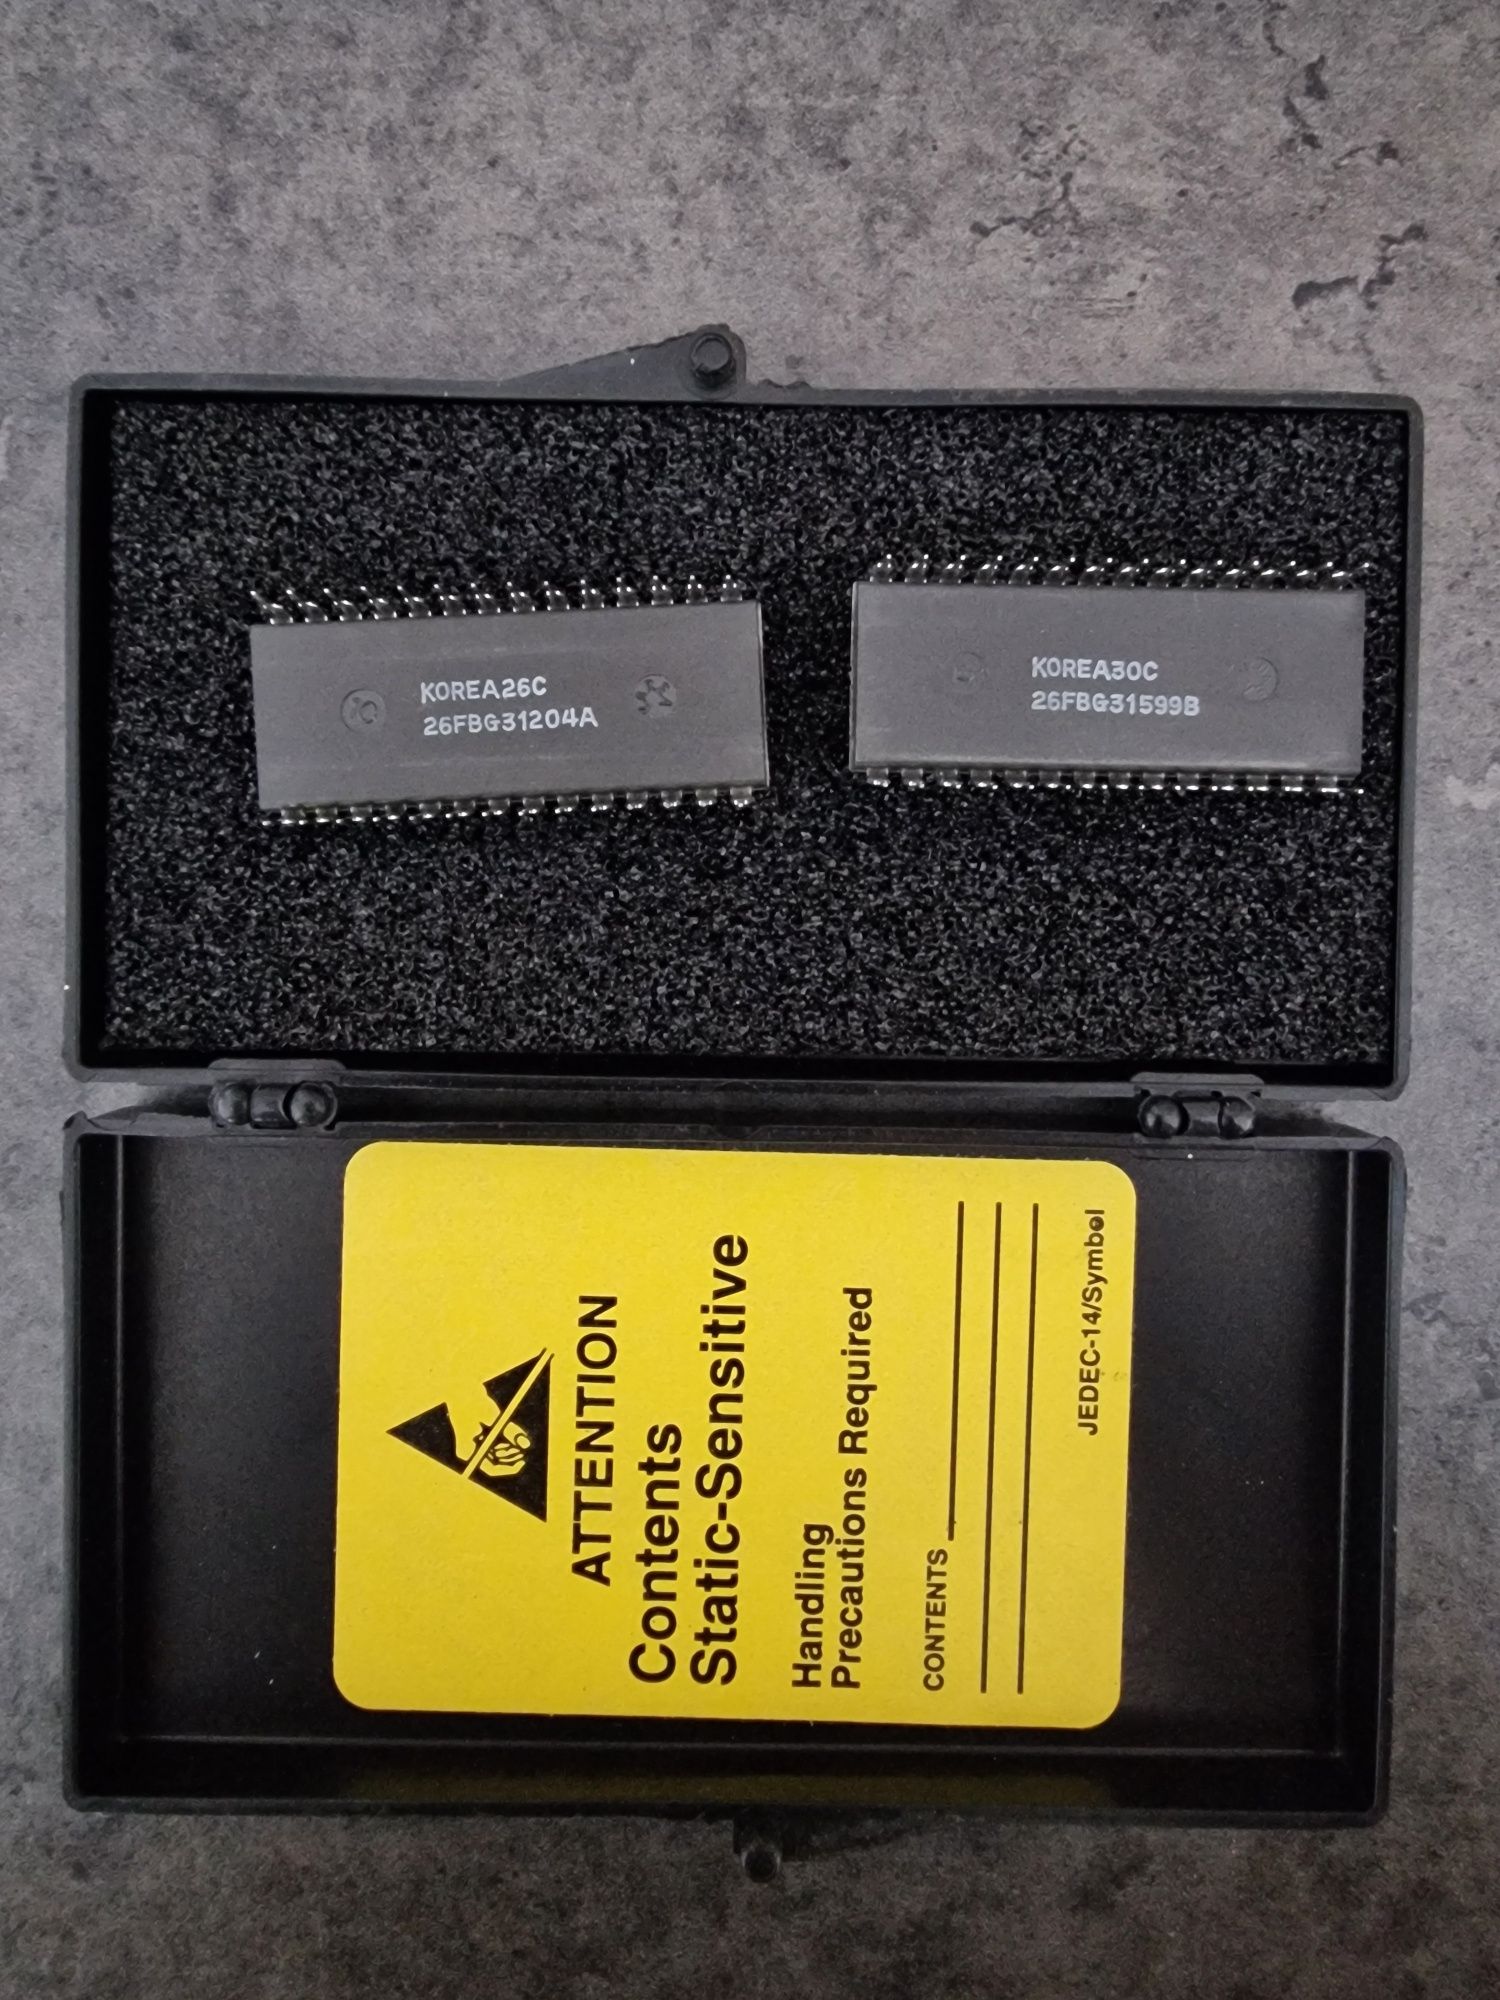 KOREA26C
26FBG31204A
KOREA30C
26FBG31599B
ATTENTION
Contents
Static-Sensitive
Handling
Precautions Required
CONTENTS
JEDEC-14/Symbol